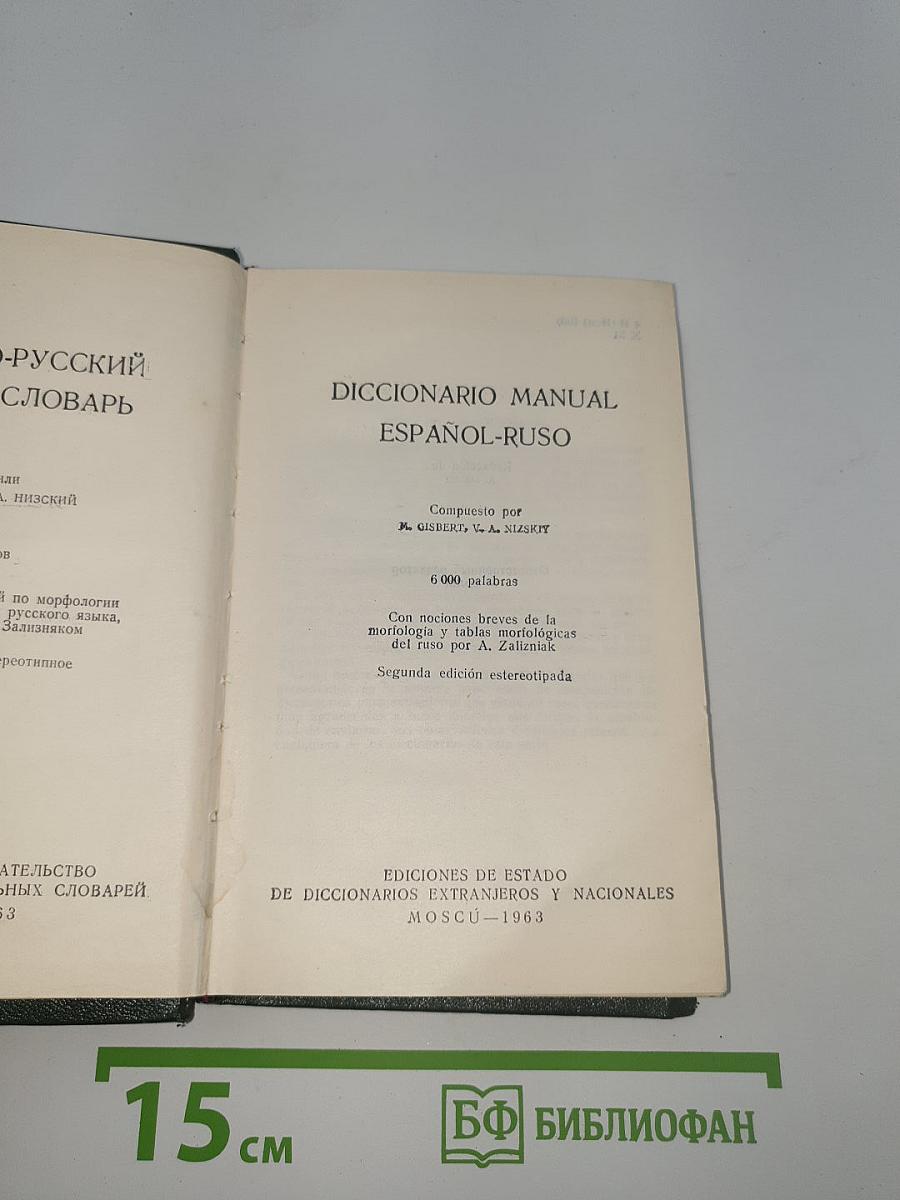 О-РУССКИЙ
СЛОВАРЬ
или
А. НИЗСКИЙ
ов
й по морфологии
русского языка,
Зализняком
ереотипное
АТЕЛЬСТВО
ЬНЫХ СЛОВАРЕЙ
63
DICCIONARIO MANUAL
ESPAÑOL-RUSO
Compuesto por
M. GISBERT, V. A. NIZSKIY
6 000 palabras
Con nociones breves de la
morfología y tablas morfológicas
del ruso por A. Zalizniak
Segunda edición estereotipada
EDICIONES DE ESTADO
DE DICCIONARIOS EXTRANJEROS Y NACIONALES
MOSCÚ—1963
15 см
БФ БИБЛИОФАН